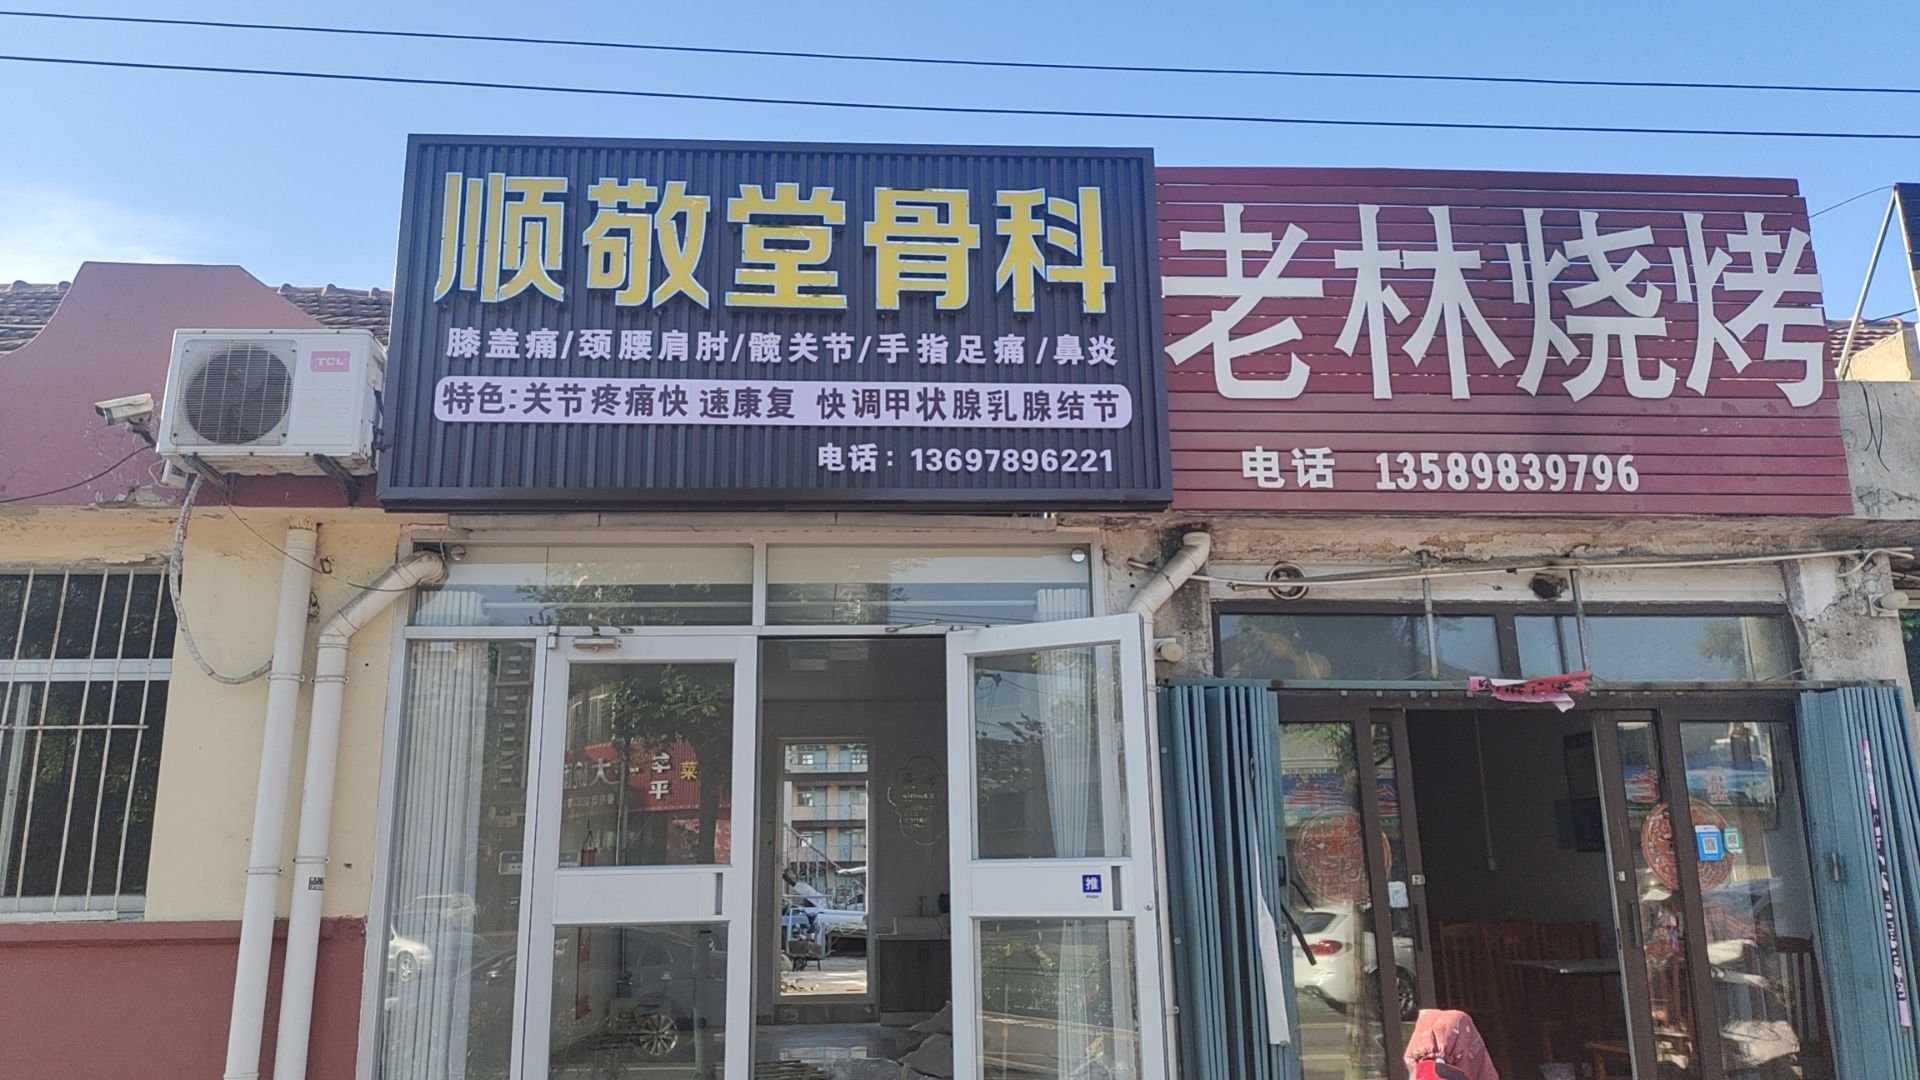 顺敬堂骨科
膝盖痛/颈腰肩肘/髋关节/手指足痛/鼻炎
特色:关节疼痛快速康复 快调甲状腺乳腺结节
电话:13697896221
老林烧烤
电话 13589839796
TCL
推
PUSH